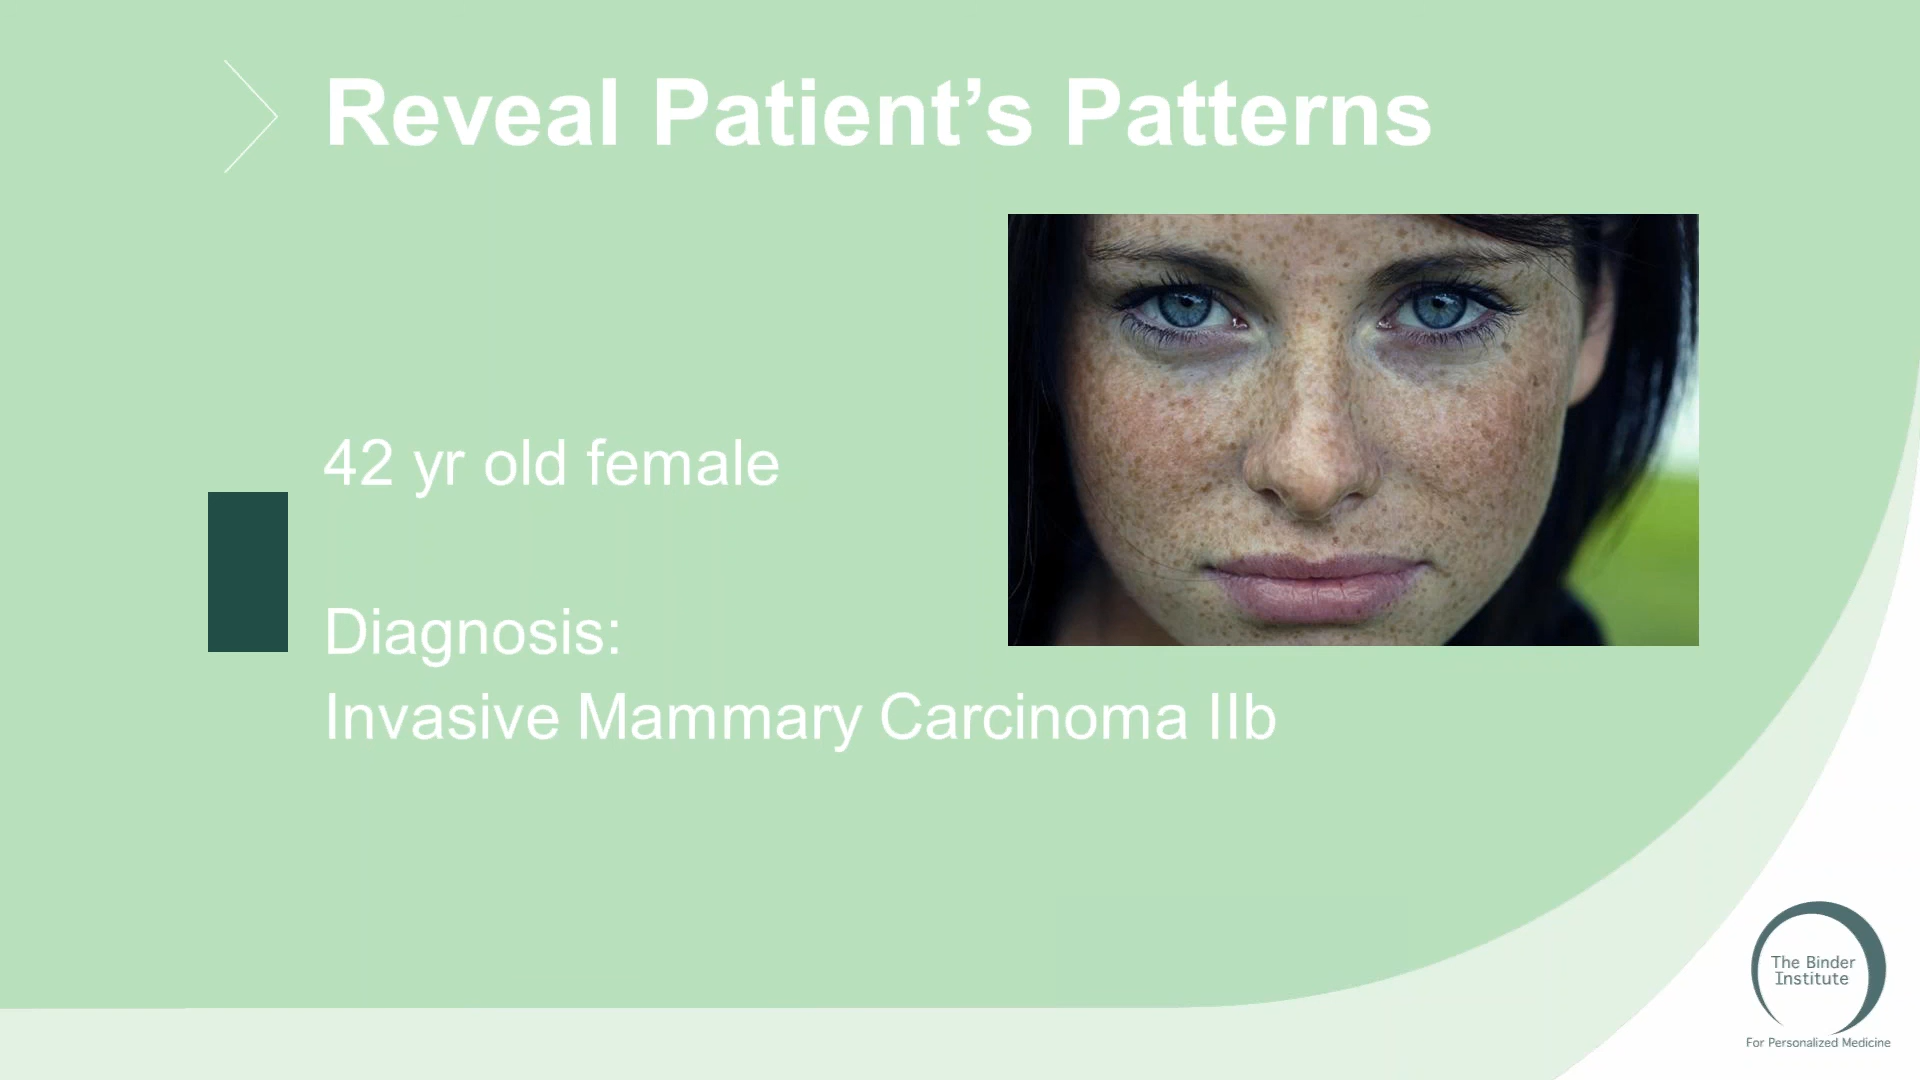 Reveal Patient’s Patterns
42 yr old female
Diagnosis:
Invasive Mammary Carcinoma IIb
The Binder
Institute
For Personalized Medicine